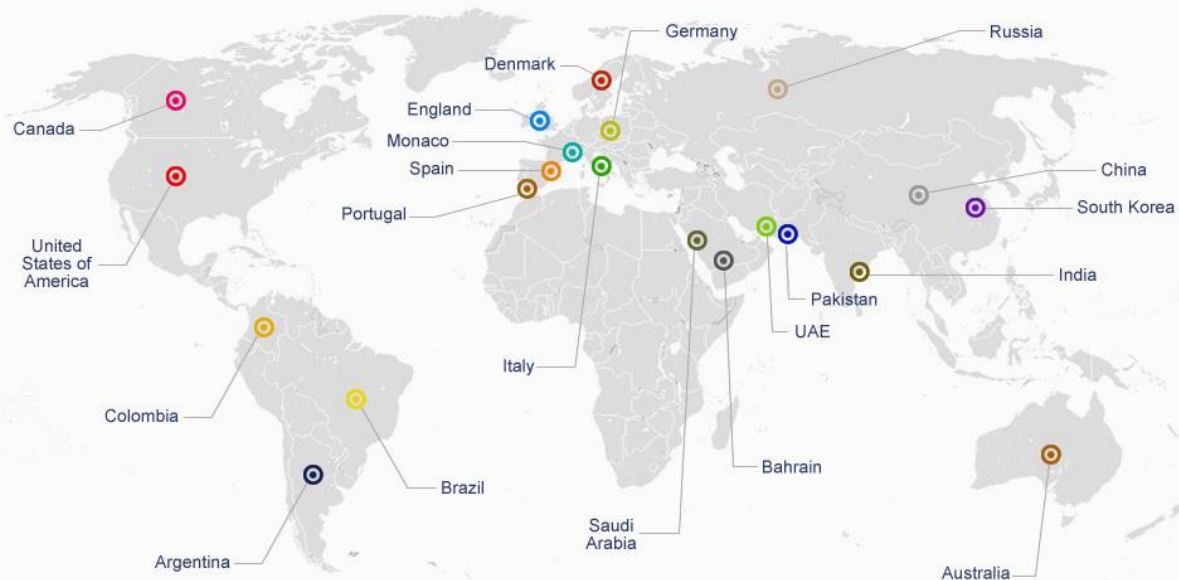 Germany
Russia
Denmark
England
Canada
Monaco
Spain
China
Portugal
South Korea
United
States of
America
India
Pakistan
UAE
Italy
Colombia
Bahrain
Brazil
Saudi
Arabia
Argentina
Australia